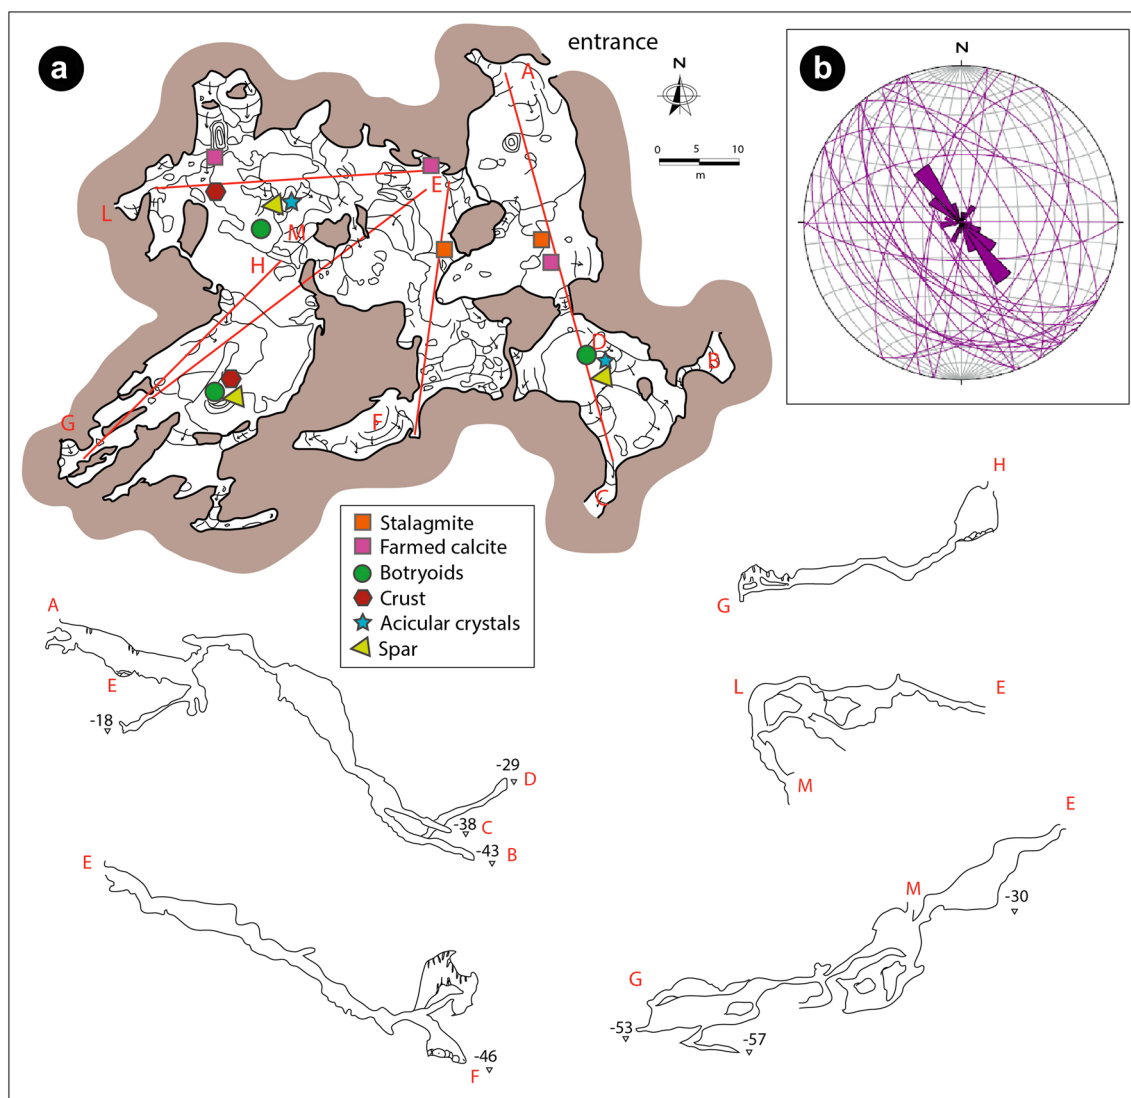 a
entrance
N
0 5 10
m
A
L
E
M
H
D
B
G
F
C
b
N
Stalagmite
Farmed calcite
Botryoids
Crust
Acicular crystals
Spar
H
G
A
E
-18
-29
D
-38 C
-43 B
L
E
M
E
-46
F
E
M
-30
G
-53
-57